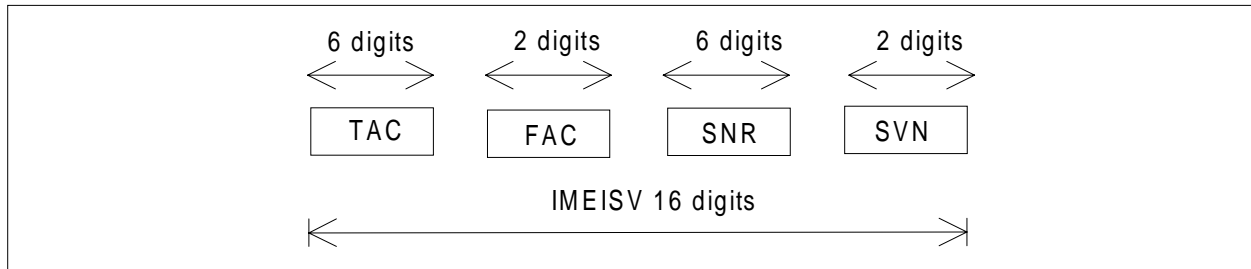 6 digits 2 digits 6 digits 2 digits
TAC FAC SNR SVN
IMEISV 16 digits